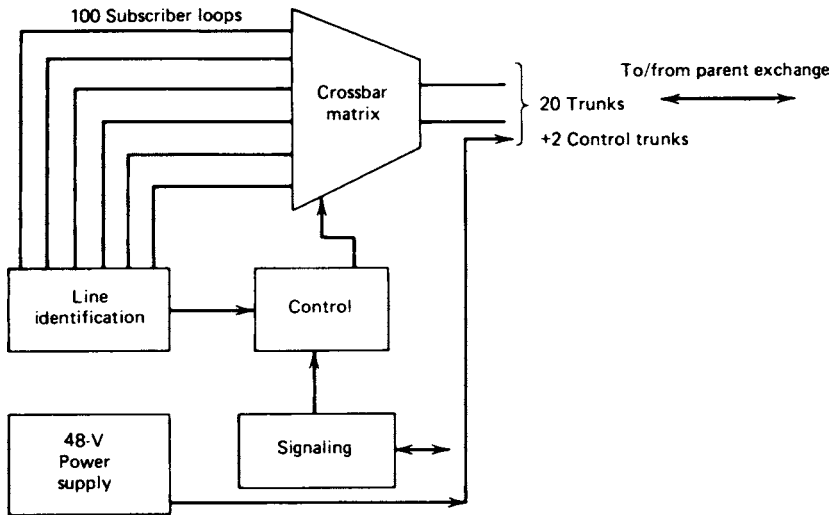 100 Subscriber loops
Crossbar
matrix
To/from parent exchange
20 Trunks
+2 Control trunks
Line
identification
Control
48-V
Power
supply
Signaling